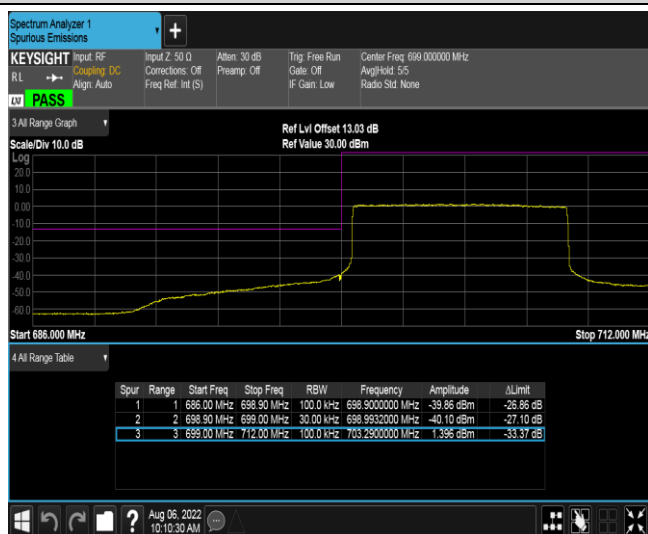 Spectrum Analyzer 1
Spurious Emissions
+
KEYSIGHT Input: RF Input Z: 50 Ω Atten: 30 dB Trig: Free Run Center Freq: 699.000000 MHz
RL Coupling: DC Corrections: Off Preamp: Off Gate: Off Avg|Hold: 5/5
Align: Auto Freq Ref: Int (S) IF Gain: Low Radio Std: None
LXI PASS
3 All Range Graph
Ref Lvl Offset 13.03 dB
Scale/Div 10.0 dB Ref Value 30.00 dBm
Log
20.0
10.0
0.00
-10.0
-20.0
-30.0
-40.0
-50.0
-60.0
Start 686.000 MHz Stop 712.000 MHz
4 All Range Table
Spur Range Start Freq Stop Freq RBW Frequency Amplitude ΔLimit
1 1 686.00 MHz 698.90 MHz 100.0 kHz 698.9000000 MHz -39.86 dBm -26.86 dB
2 2 698.90 MHz 699.00 MHz 30.00 kHz 698.9932000 MHz -40.10 dBm -27.10 dB
3 3 699.00 MHz 712.00 MHz 100.0 kHz 703.2900000 MHz 1.396 dBm -33.37 dB
? Aug 06, 2022
10:10:30 AM